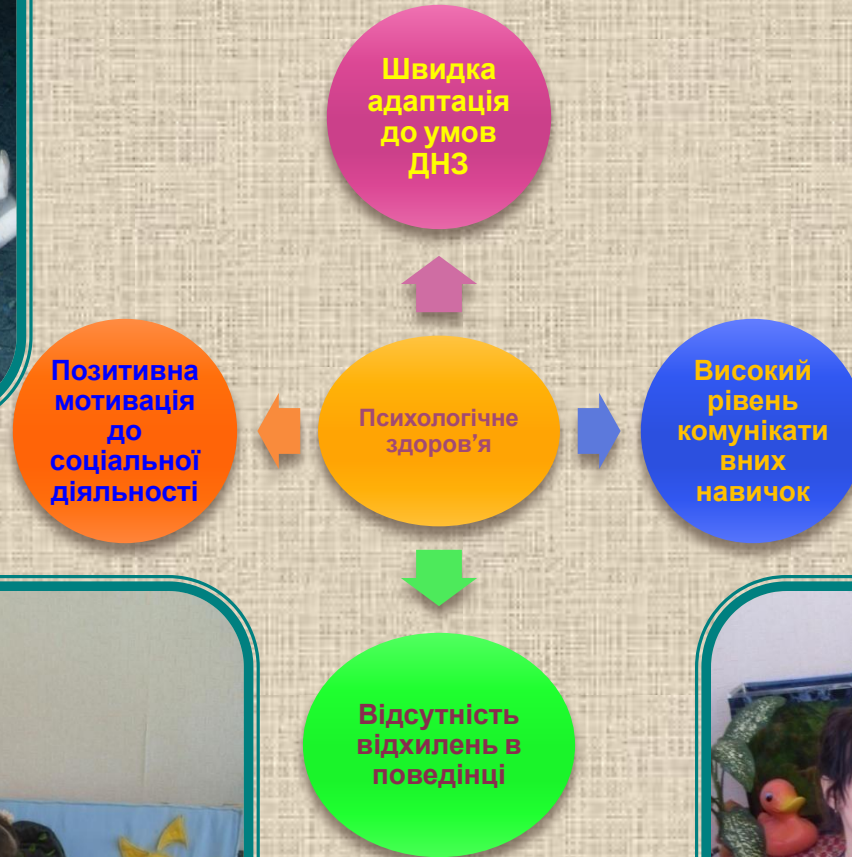 Швидка
адаптація
до умов
ДНЗ
Позитивна
мотивація
до
соціальної
діяльності
Психологічне
здоров’я
Високий
рівень
комунікати
вних
навичок
Відсутність
відхилень в
поведінці